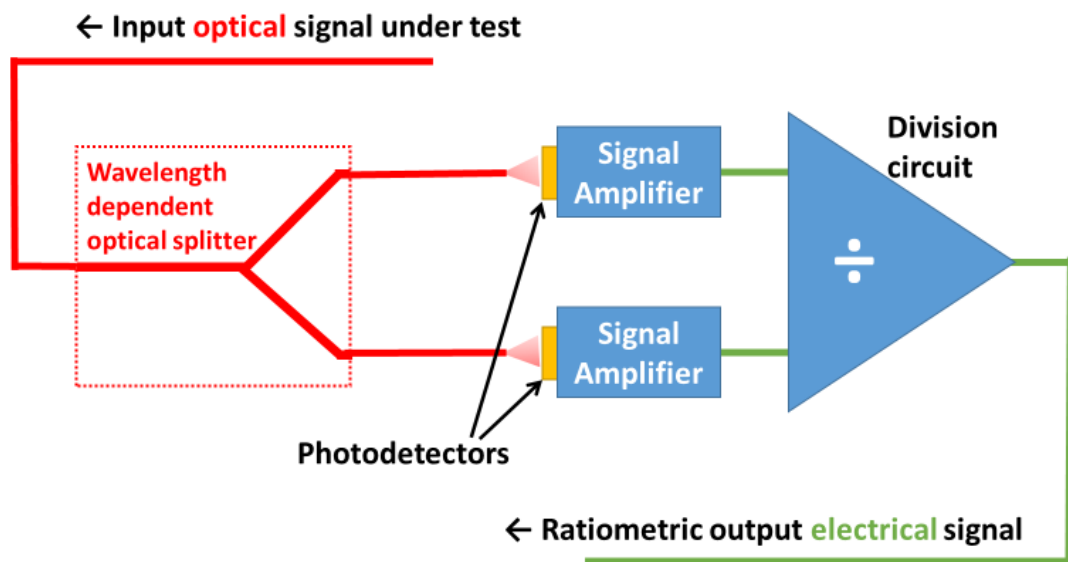 ← Input optical signal under test
Wavelength
dependent
optical splitter
Signal
Amplifier
Division
circuit
÷
Signal
Amplifier
Photodetectors
← Ratiometric output electrical signal